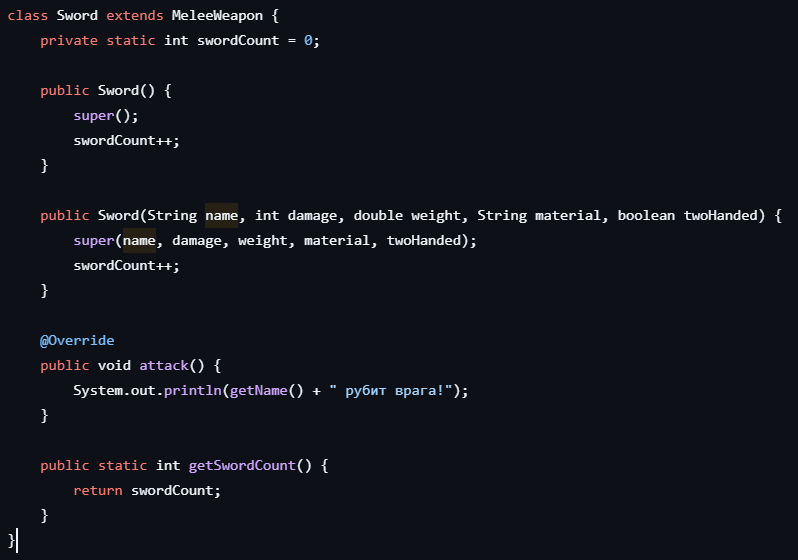 class Sword extends MeleeWeapon {
    private static int swordCount = 0;

    public Sword() {
        super();
        swordCount++;
    }

    public Sword(String name, int damage, double weight, String material, boolean twoHanded) {
        super(name, damage, weight, material, twoHanded);
        swordCount++;
    }

    @Override
    public void attack() {
        System.out.println(getName() + " рубит врага!");
    }

    public static int getSwordCount() {
        return swordCount;
    }
}